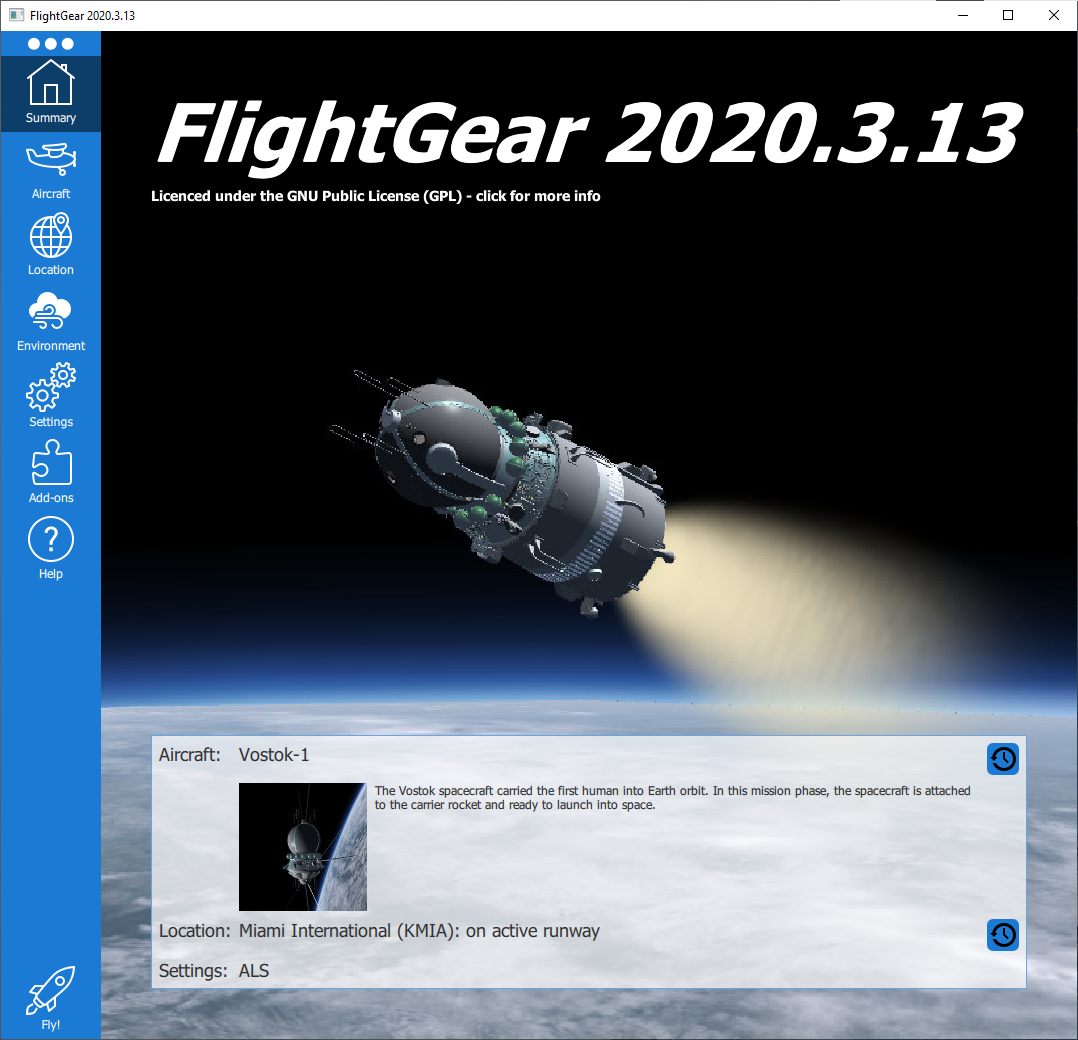 FlightGear 2020.3.13
Summary
Aircraft
Location
Environment
Settings
Add-ons
?
Help
Fly!
FlightGear 2020.3.13
Licenced under the GNU Public License (GPL) - click for more info
Aircraft: Vostok-1
The Vostok spacecraft carried the first human into Earth orbit. In this mission phase, the spacecraft is attached
to the carrier rocket and ready to launch into space.
Location: Miami International (KMIA): on active runway
Settings: ALS